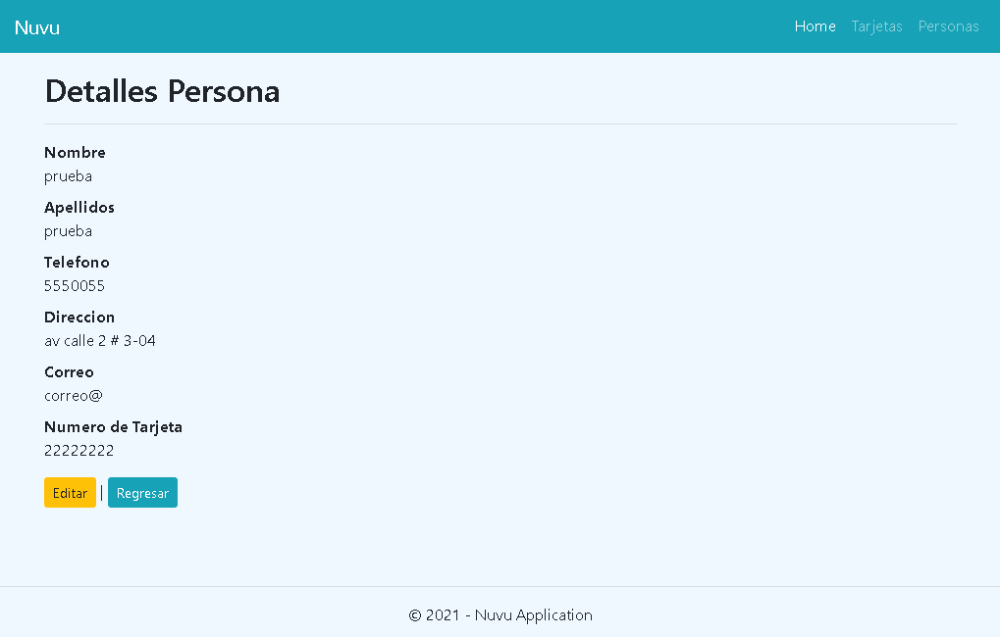 Nuvu
Home Tarjetas Personas
Detalles Persona
Nombre
prueba
Apellidos
prueba
Telefono
5550055
Direccion
av calle 2 # 3-04
Correo
correo@
Numero de Tarjeta
22222222
Editar | Regresar
© 2021 - Nuvu Application